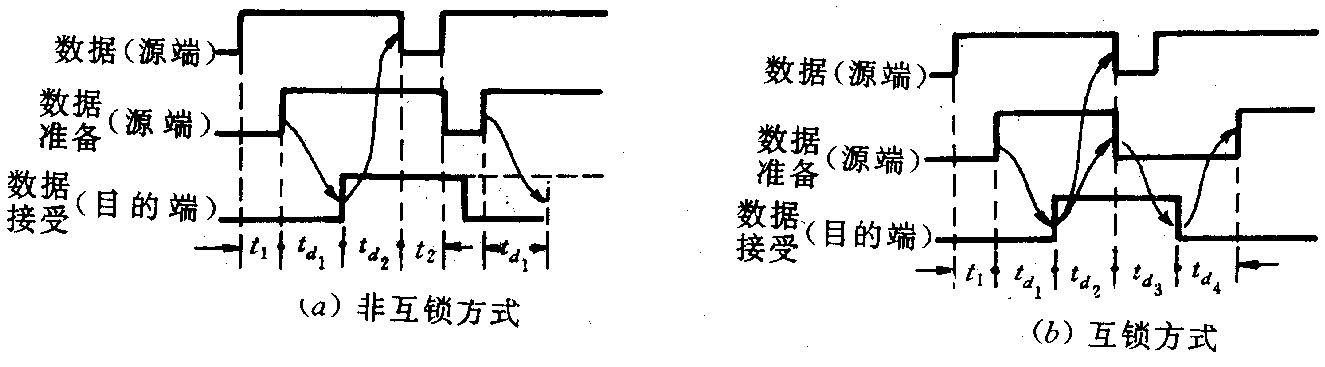 数据(源端)
数据准备(源端)
数据接受(目的端)
t1 td1 td2 t2 td1
(a) 非互锁方式
数据(源端)
数据准备(源端)
数据接受(目的端)
t1 td1 td2 td3 td4
(b) 互锁方式